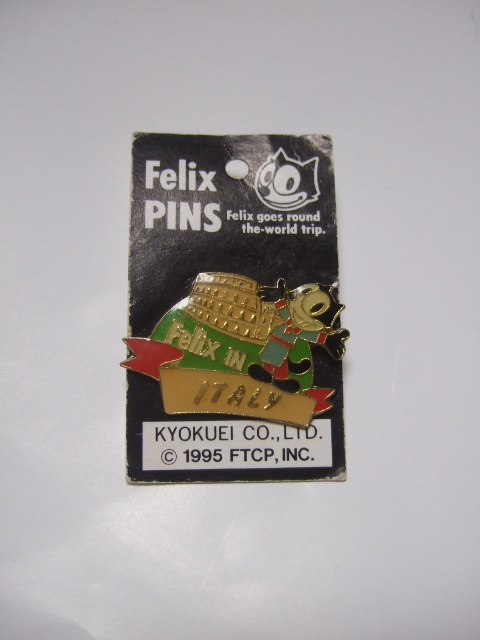 Felix
PINS
Felix goes round
the-world trip.
Felix IN
ITALY
KYOKUEI CO.,LTD.
© 1995 FTCP, INC.